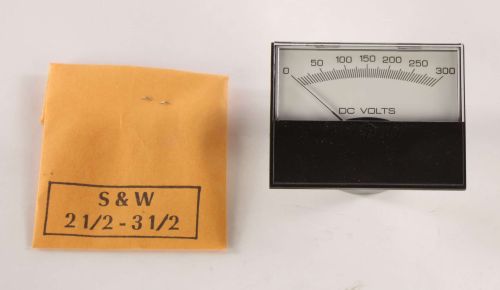 S & W
2 1/2 - 3 1/2
0 50 100 150 200 250 300
DC VOLTS